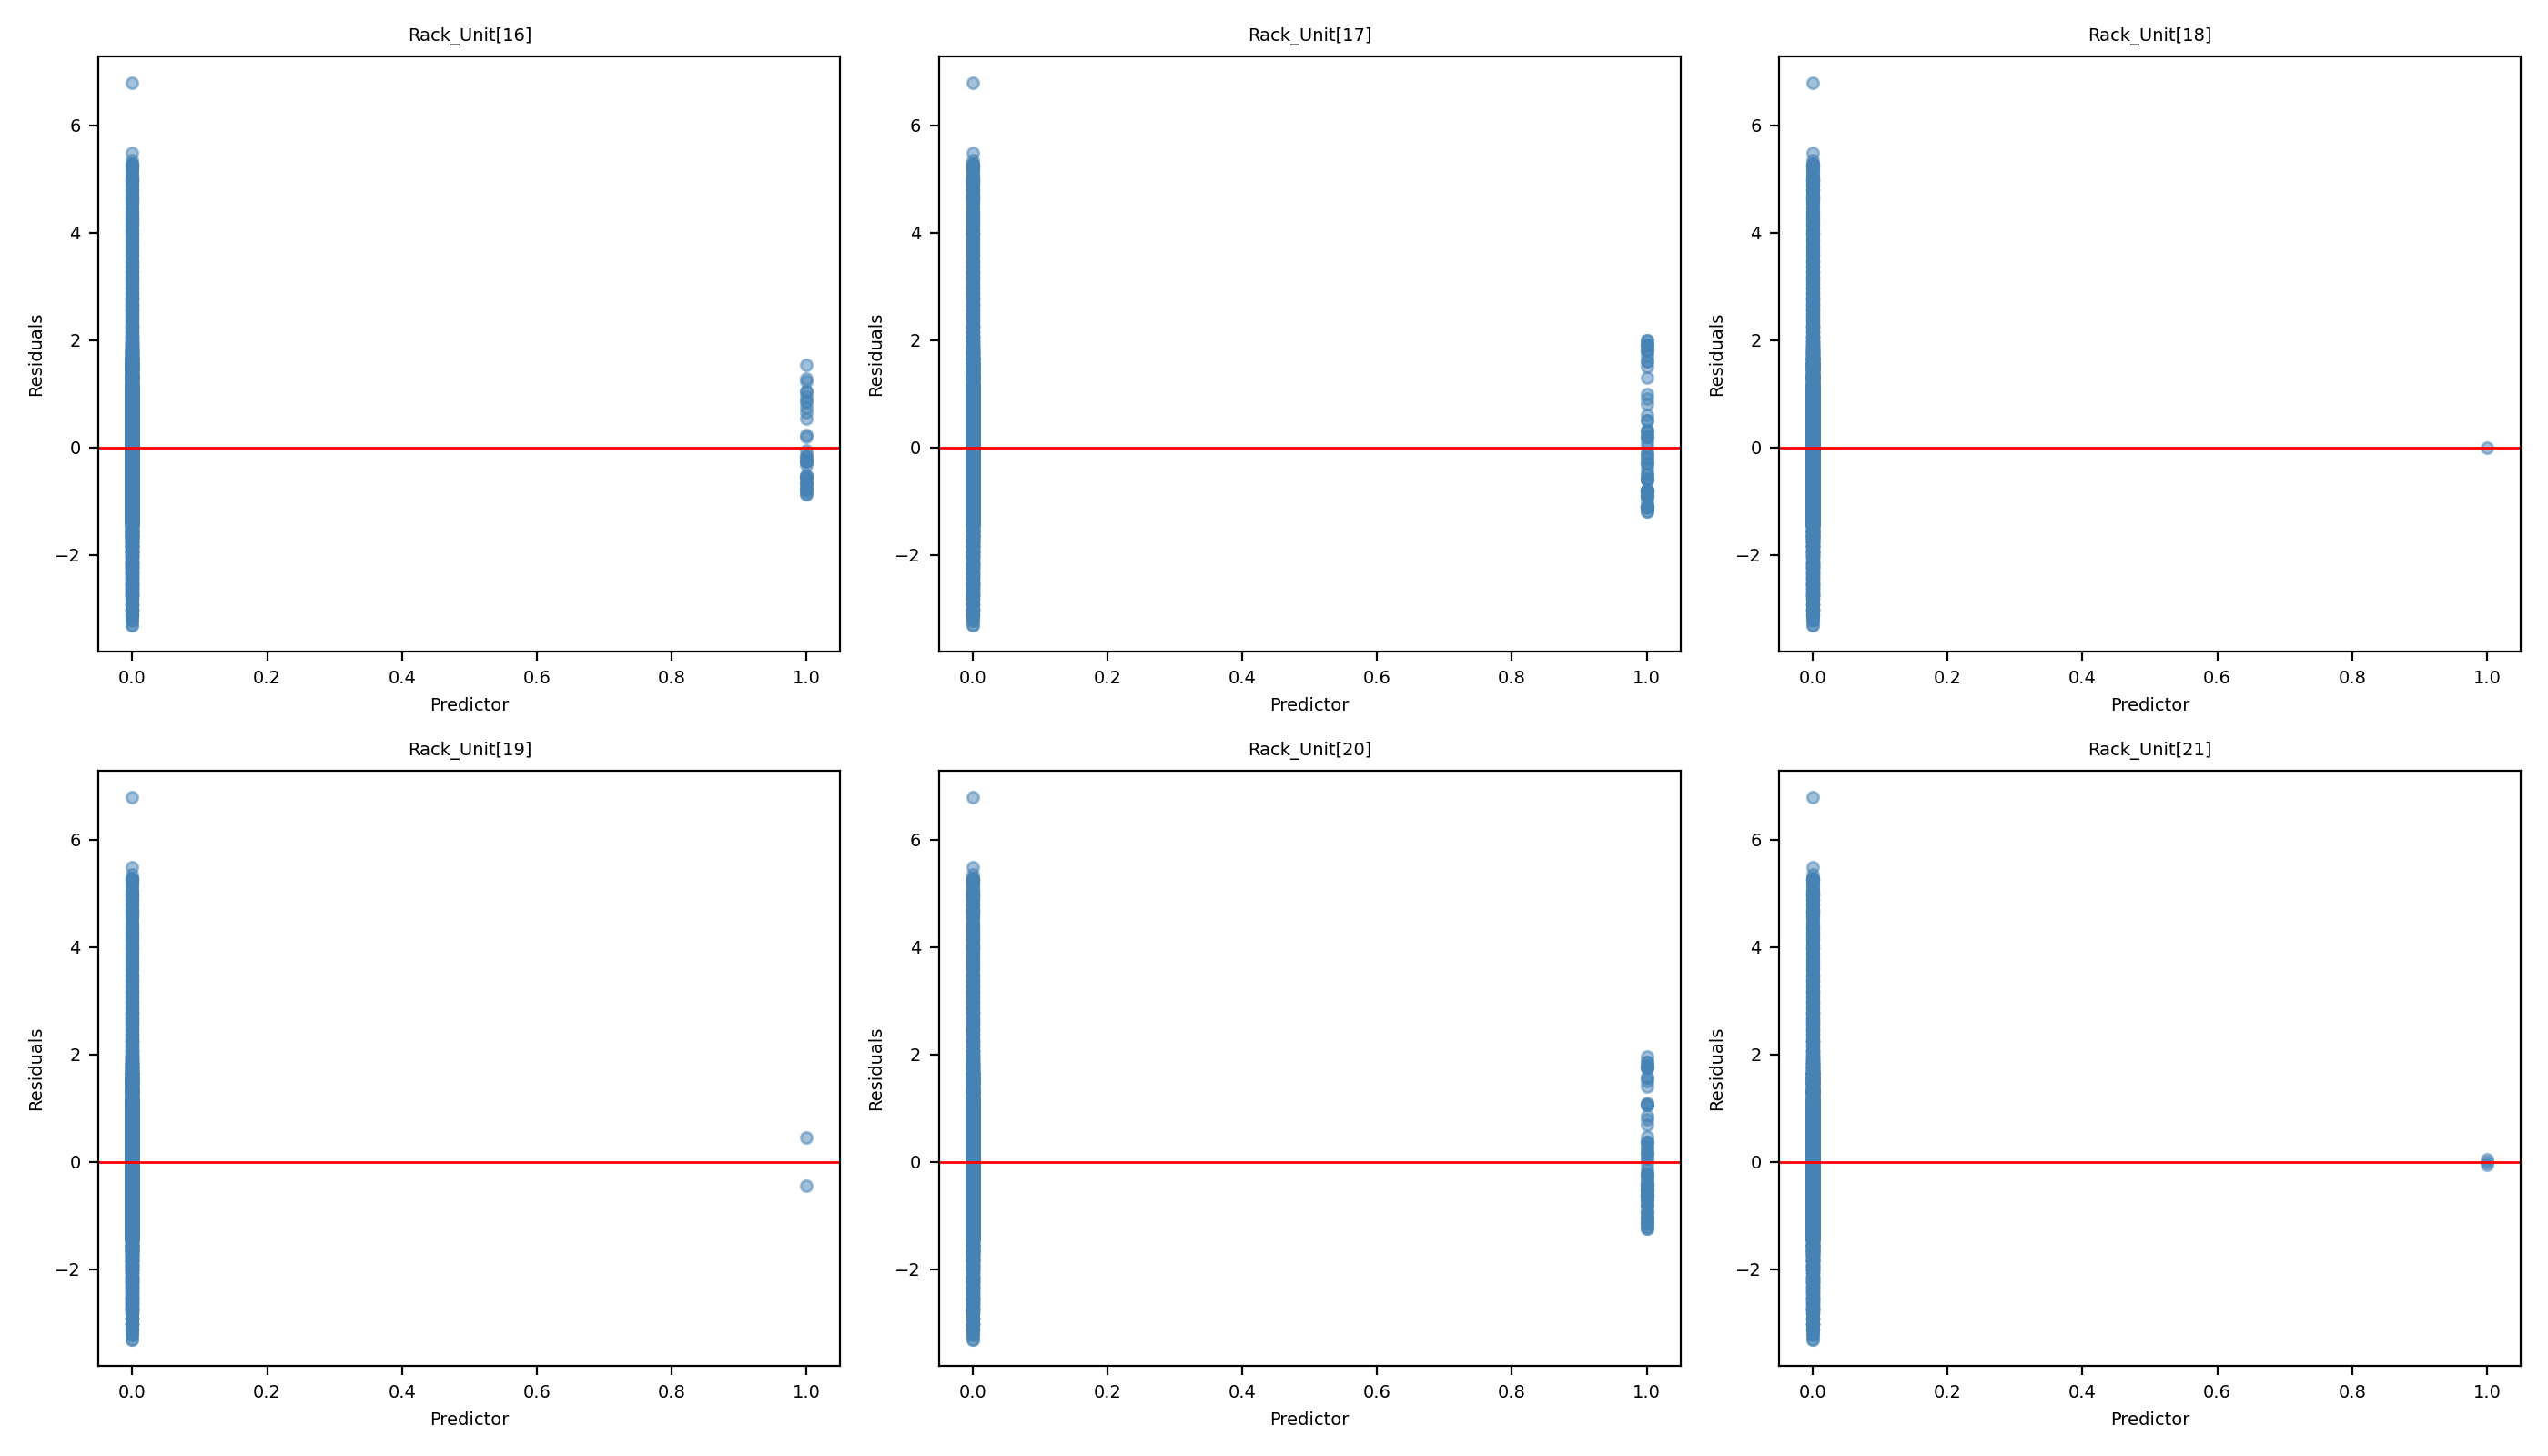 Rack_Unit[16]
Residuals
6
4
2
0
−2
0.0 0.2 0.4 0.6 0.8 1.0
Predictor
Rack_Unit[17]
Residuals
6
4
2
0
−2
0.0 0.2 0.4 0.6 0.8 1.0
Predictor
Rack_Unit[18]
Residuals
6
4
2
0
−2
0.0 0.2 0.4 0.6 0.8 1.0
Predictor
Rack_Unit[19]
Residuals
6
4
2
0
−2
0.0 0.2 0.4 0.6 0.8 1.0
Predictor
Rack_Unit[20]
Residuals
6
4
2
0
−2
0.0 0.2 0.4 0.6 0.8 1.0
Predictor
Rack_Unit[21]
Residuals
6
4
2
0
−2
0.0 0.2 0.4 0.6 0.8 1.0
Predictor